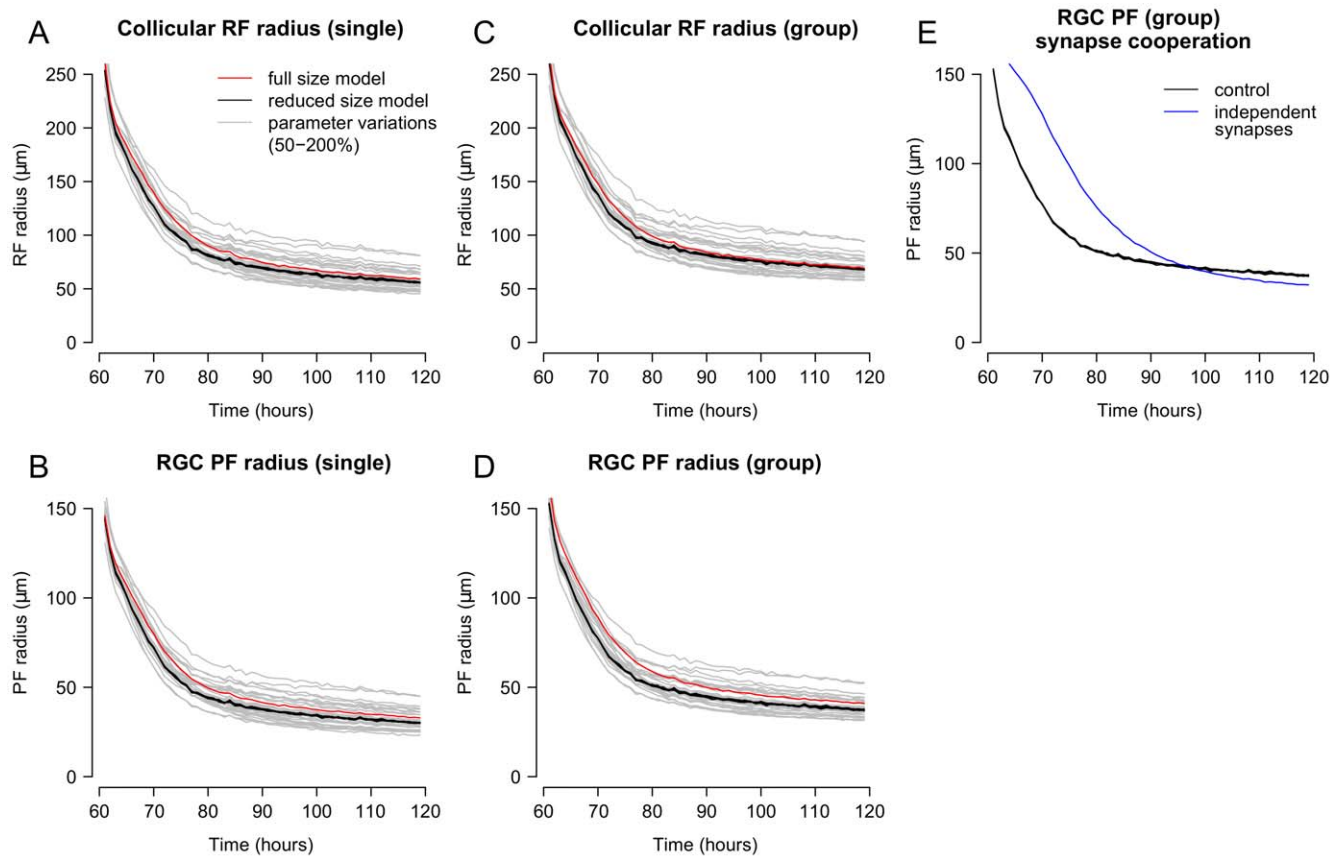 A
Collicular RF radius (single)
250
200
150
100
50
0
RF radius (µm)
full size model
reduced size model
parameter variations
(50−200%)
60 70 80 90 100 110 120
Time (hours)
C
Collicular RF radius (group)
250
200
150
100
50
0
RF radius (µm)
60 70 80 90 100 110 120
Time (hours)
E
RGC PF (group)
synapse cooperation
150
100
50
0
PF radius (µm)
control
independent
synapses
60 70 80 90 100 110 120
Time (hours)
B
RGC PF radius (single)
150
100
50
0
PF radius (µm)
60 70 80 90 100 110 120
Time (hours)
D
RGC PF radius (group)
150
100
50
0
PF radius (µm)
60 70 80 90 100 110 120
Time (hours)